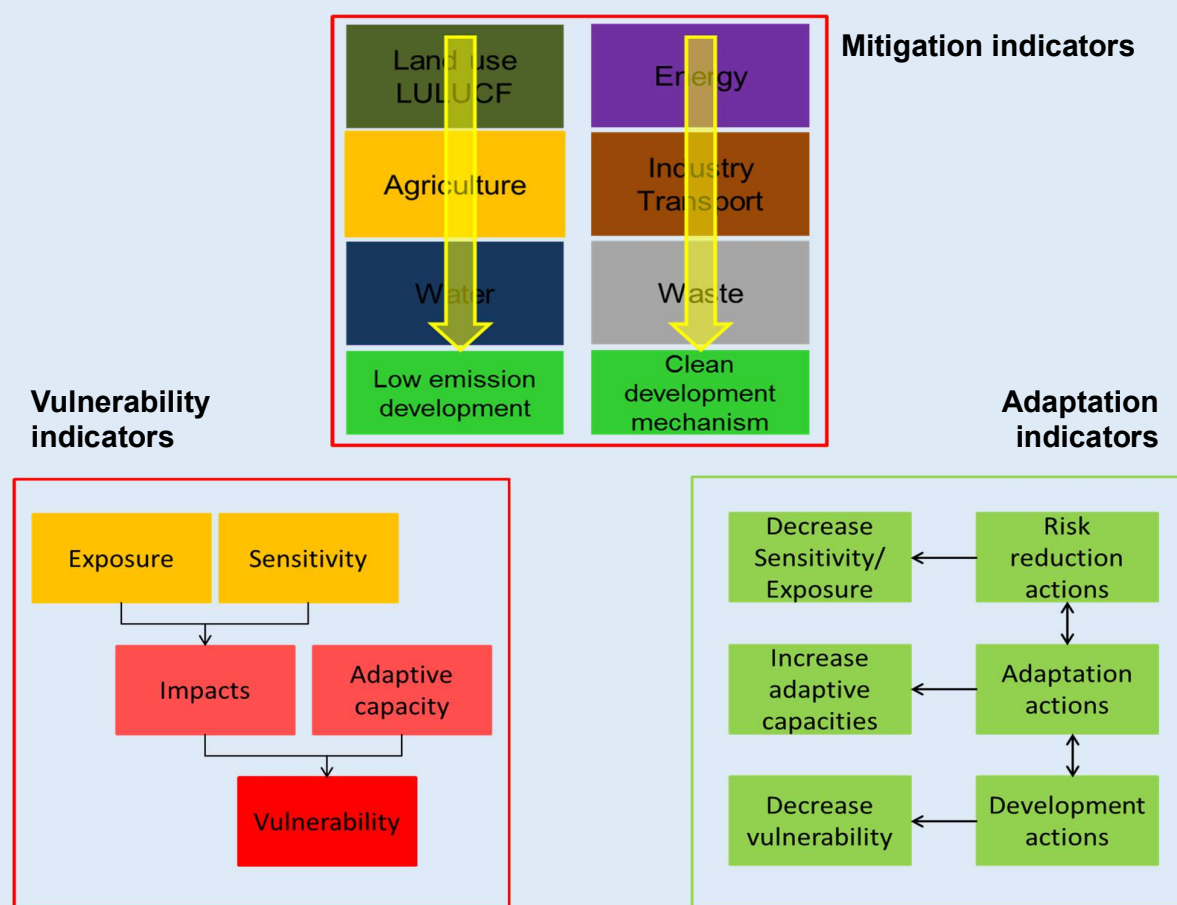 Mitigation indicators
Land use
LULUCF
Energy
Agriculture
Industry
Transport
Water
Waste
Low emission
development
Clean
development
mechanism
Vulnerability
indicators
Adaptation
indicators
Exposure
Sensitivity
Impacts
Adaptive
capacity
Vulnerability
Decrease
Sensitivity/
Exposure
Risk
reduction
actions
Increase
adaptive
capacities
Adaptation
actions
Decrease
vulnerability
Development
actions